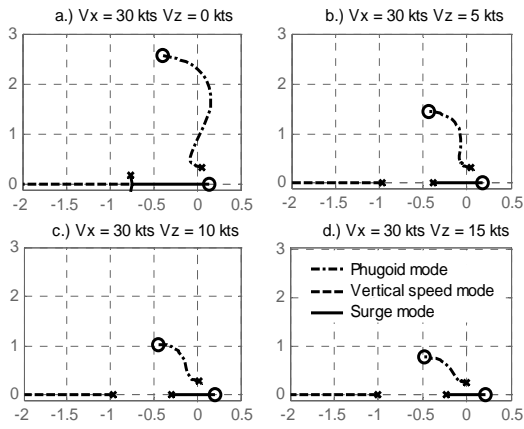 a.) Vx = 30 kts Vz = 0 kts
3
2
1
0
-2 -1.5 -1 -0.5 0 0.5
b.) Vx = 30 kts Vz = 5 kts
3
2
1
0
-2 -1.5 -1 -0.5 0 0.5
c.) Vx = 30 kts Vz = 10 kts
3
2
1
0
-2 -1.5 -1 -0.5 0 0.5
d.) Vx = 30 kts Vz = 15 kts
3
2
1
0
-2 -1.5 -1 -0.5 0 0.5
Phugoid mode
Vertical speed mode
Surge mode